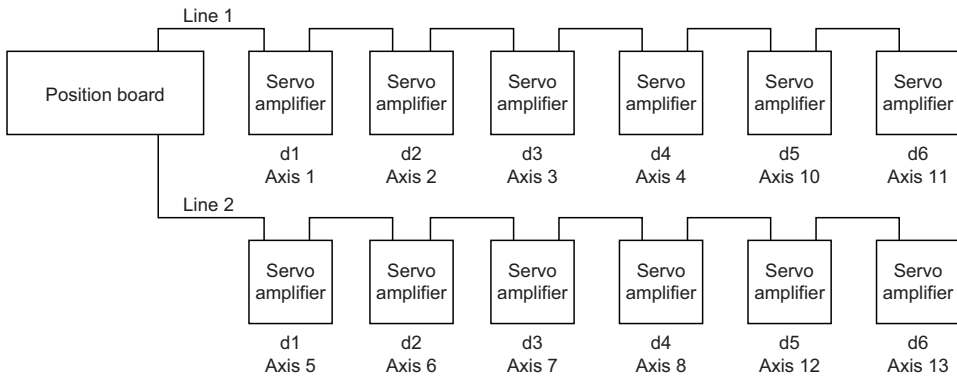 Line 1
Position board
Servo
amplifier
Servo
amplifier
Servo
amplifier
Servo
amplifier
Servo
amplifier
Servo
amplifier
d1
Axis 1
d2
Axis 2
d3
Axis 3
d4
Axis 4
d5
Axis 10
d6
Axis 11
Line 2
Servo
amplifier
Servo
amplifier
Servo
amplifier
Servo
amplifier
Servo
amplifier
Servo
amplifier
d1
Axis 5
d2
Axis 6
d3
Axis 7
d4
Axis 8
d5
Axis 12
d6
Axis 13